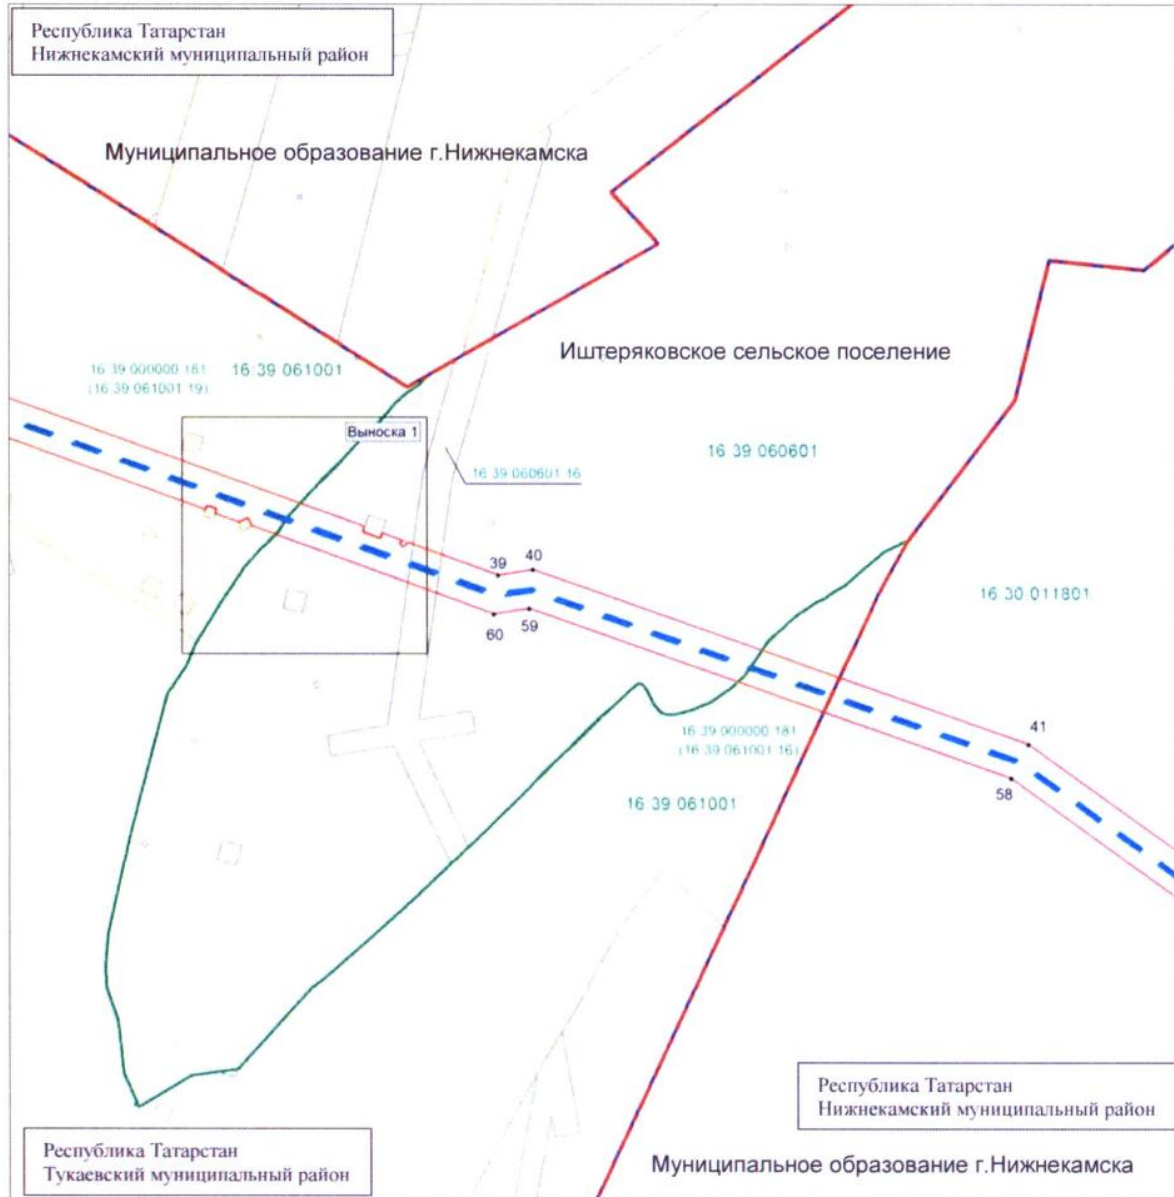 Республика Татарстан
Нижнекамский муниципальный район
Муниципальное образование г.Нижнекамска
Иштеряковское сельское поселение
16 39 000000 181
(16 39 061001 19)
16 39 061001
Выноска 1
16 39 060601
16 39 060601 16
39
40
60
59
16 30 011801
16 39 000000 181
(16 39 061001 16)
41
58
16 39 061001
Республика Татарстан
Нижнекамский муниципальный район
Республика Татарстан
Тукаевский муниципальный район
Муниципальное образование г.Нижнекамска